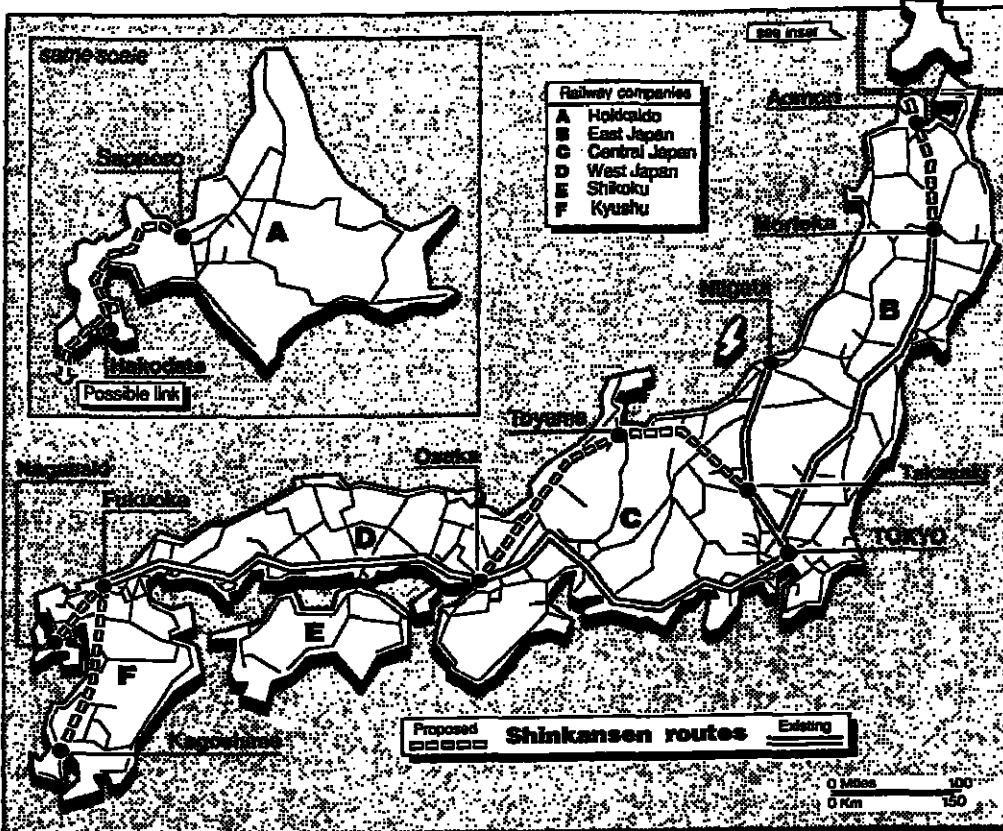 same scale
see inset
Aomori
Railway companies
A Hokkaido
B East Japan
C Central Japan
D West Japan
E Shikoku
F Kyushu
Sapporo
A
Morioka
Niigata
B
Hakodate
Possible link
Toyama
Nagasaki
Osaka
Fukuoka
Takasaki
C
D
TOKYO
E
F
Kagoshima
Proposed Shinkansen routes Existing
0 Miles 100
0 Km 150